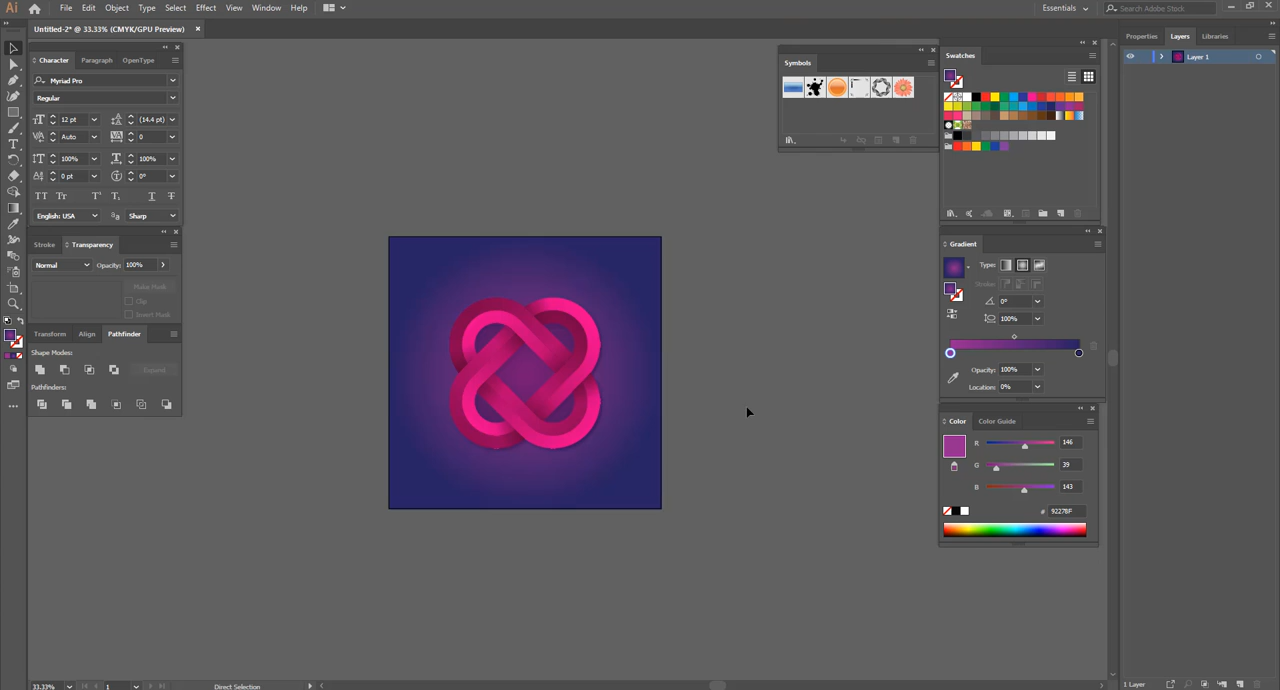 Ai File Edit Object Type Select Effect View Window Help Essentials Search Adobe Stock
Untitled-2* @ 33.33% (CMYK/GPU Preview)
Character Paragraph OpenType
Myriad Pro
Regular
12 pt (14.4 pt)
Auto 0
100% 100%
0 pt 0°
English: USA Sharp
Stroke Transparency
Normal Opacity: 100%
Make Mask
Clip
Invert Mask
Transform Align Pathfinder
Shape Modes:
Expand
Pathfinders:
Symbols
Swatches
Gradient
Type:
Stroke:
0°
100%
Opacity: 100%
Location: 0%
Color Color Guide
R 146
G 39
B 143
# 92278F
Properties Layers Libraries
Layer 1
33.33% 1 Direct Selection
1 Layer